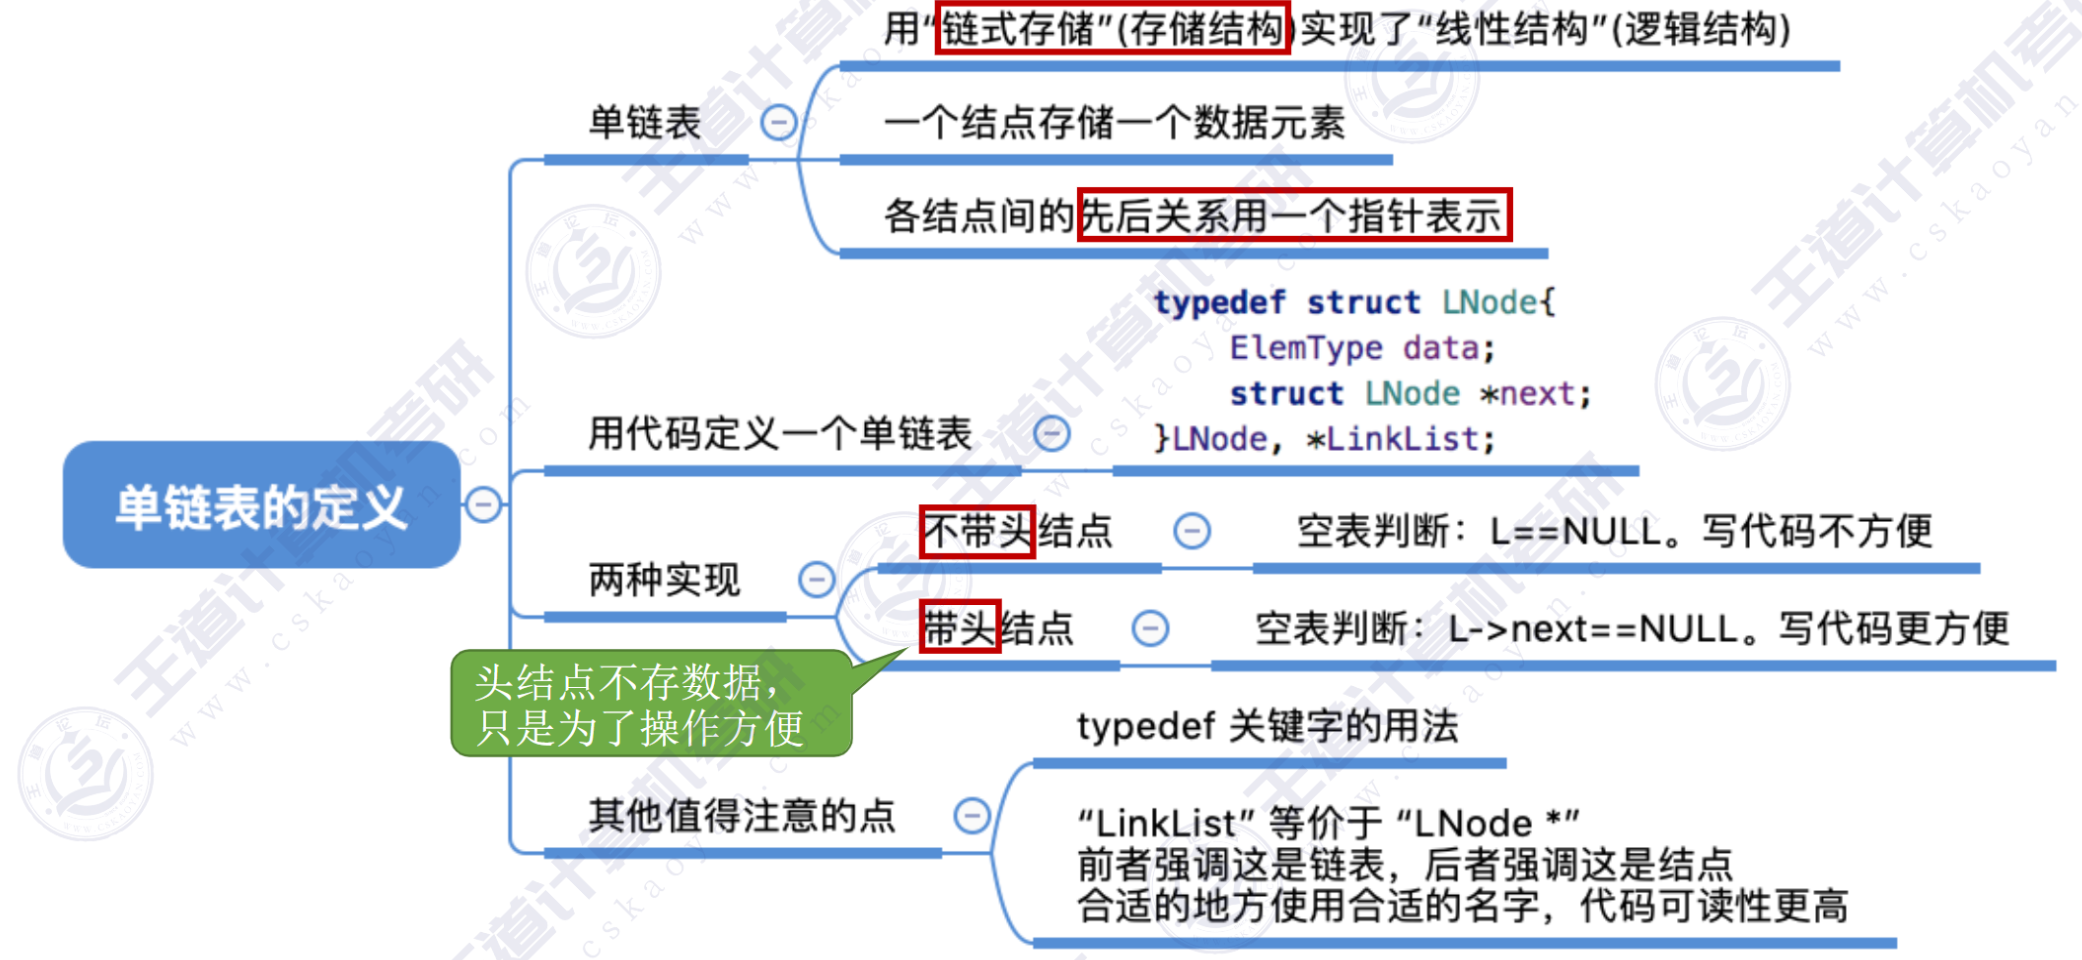 用“链式存储”(存储结构)实现了“线性结构”(逻辑结构)
单链表
一个结点存储一个数据元素
各结点间的先后关系用一个指针表示
typedef struct LNode{
ElemType data;
struct LNode *next;
}LNode, *LinkList;
用代码定义一个单链表
单链表的定义
不带头结点
空表判断：L==NULL。写代码不方便
两种实现
带头结点
空表判断：L->next==NULL。写代码更方便
头结点不存数据，
只是为了操作方便
typedef 关键字的用法
其他值得注意的点
“LinkList” 等价于 “LNode *”
前者强调这是链表，后者强调这是结点
合适的地方使用合适的名字，代码可读性更高
王道计算机考研
www.cskaoyan.com